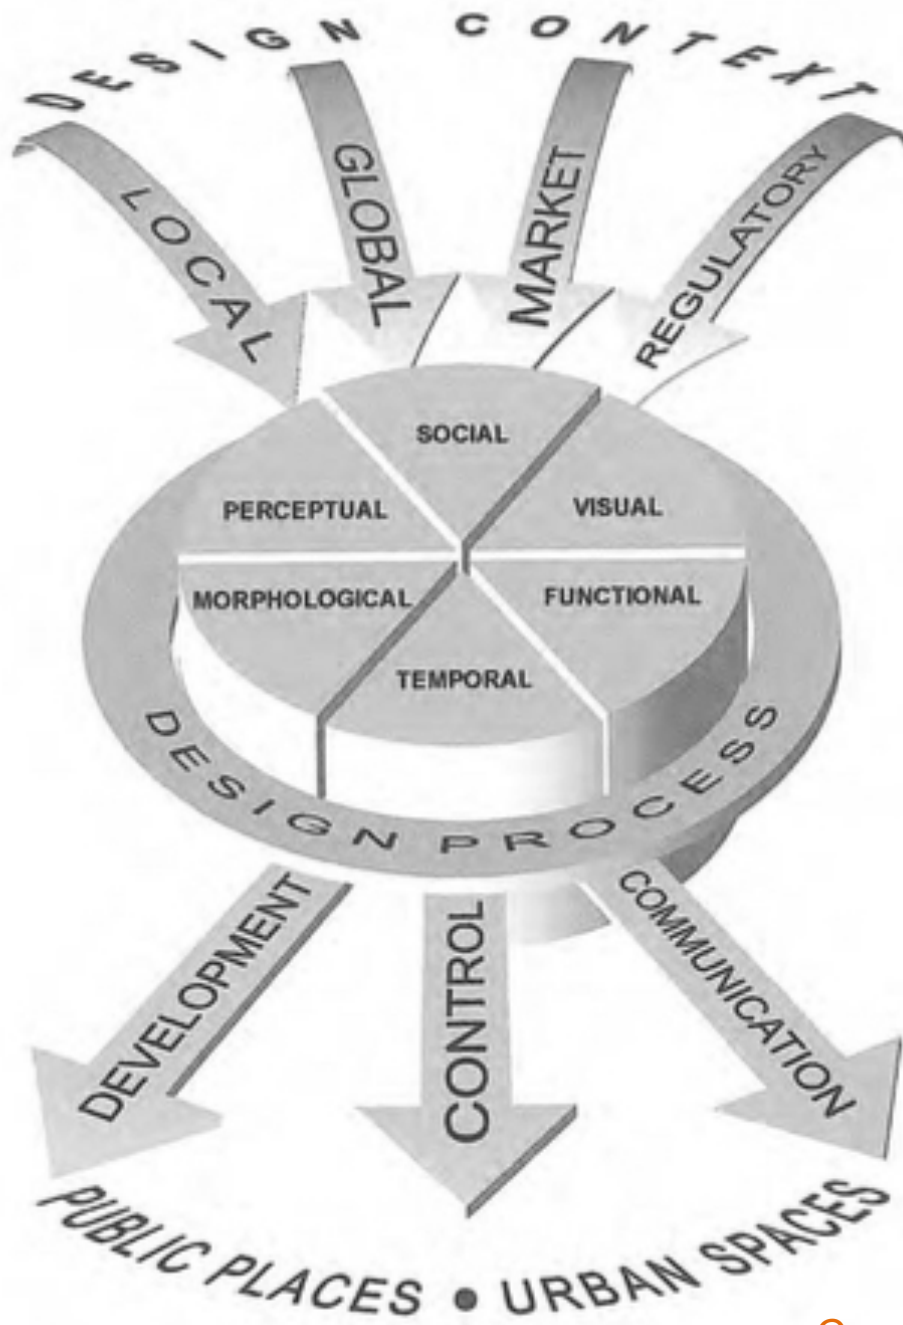 DESIGN CONTEXT
LOCAL
GLOBAL
MARKET
REGULATORY
SOCIAL
PERCEPTUAL
VISUAL
MORPHOLOGICAL
FUNCTIONAL
TEMPORAL
DESIGN PROCESS
DEVELOPMENT
CONTROL
COMMUNICATION
PUBLIC PLACES • URBAN SPACES